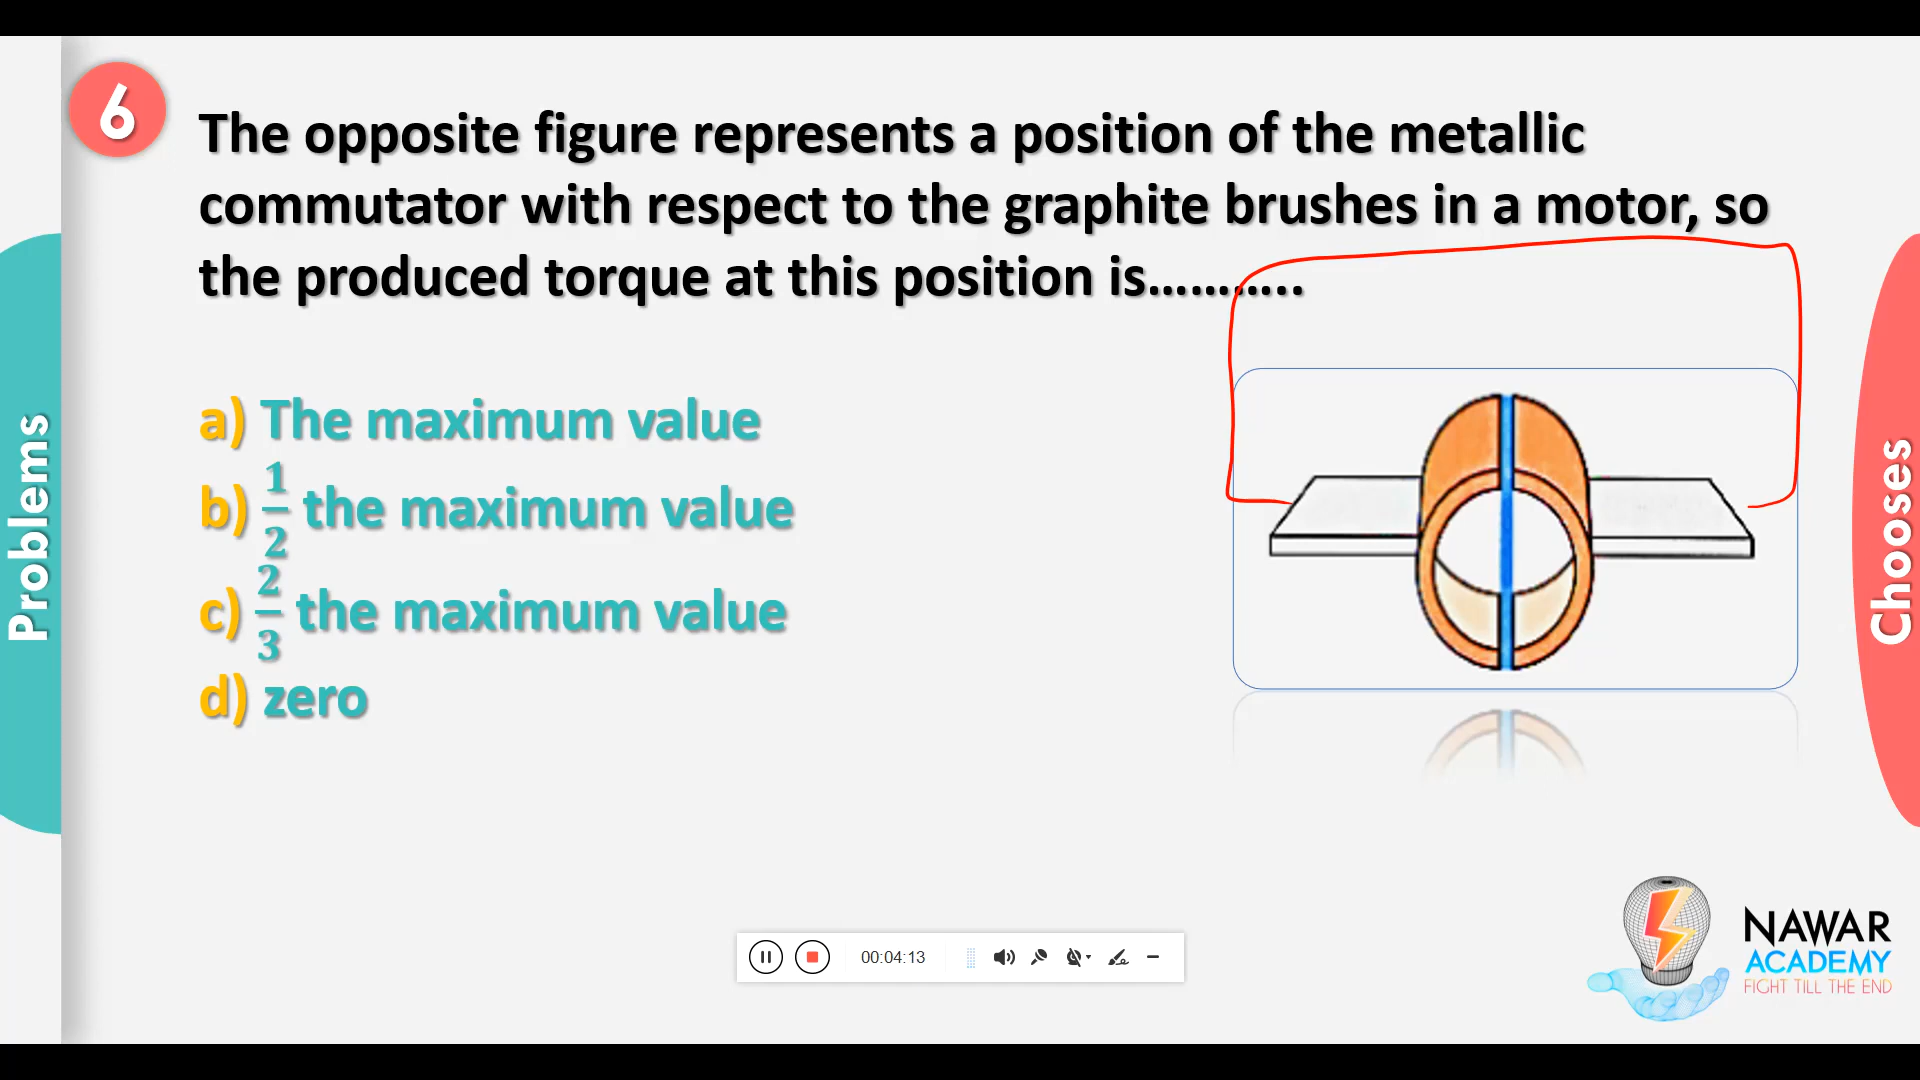 6
The opposite figure represents a position of the metallic
commutator with respect to the graphite brushes in a motor, so
the produced torque at this position is...........
a) The maximum value
b) 1/2 the maximum value
c) 2/3 the maximum value
d) zero
Problems
Chooses
00:04:13
NAWAR
ACADEMY
FIGHT TILL THE END